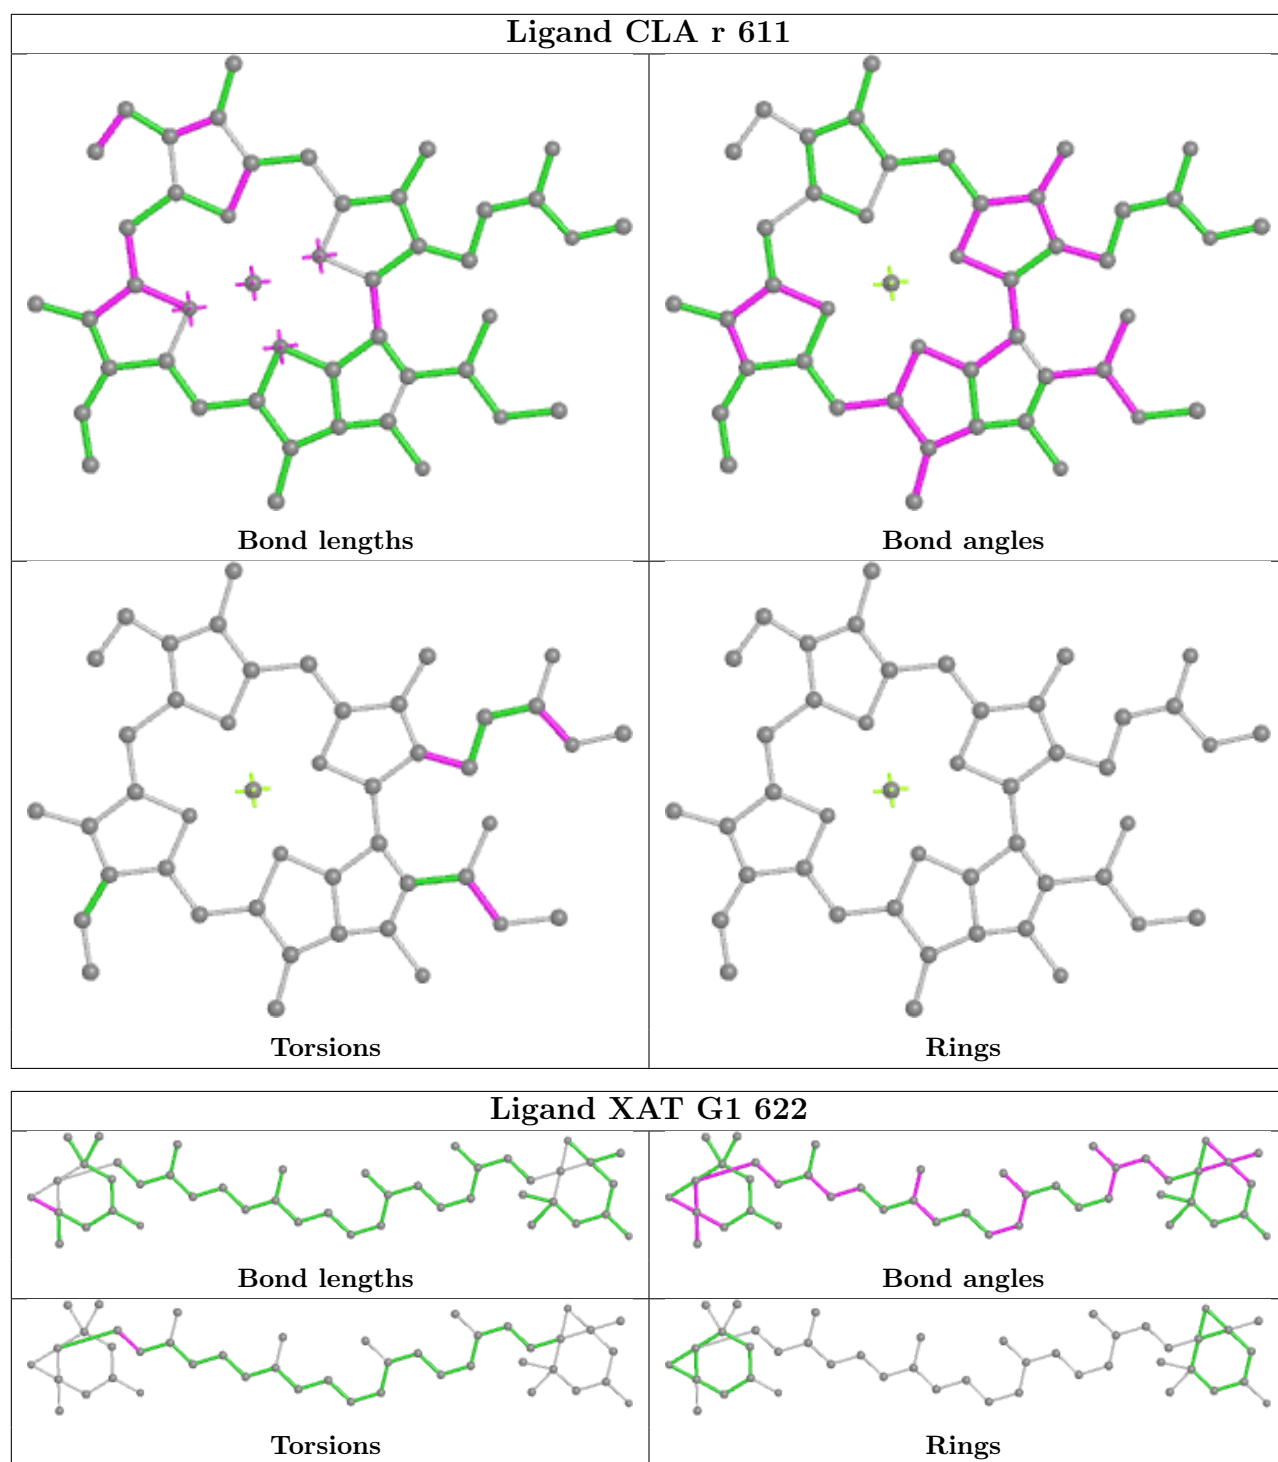 Ligand CLA r 611
Bond lengths
Bond angles
Torsions
Rings
Ligand XAT G1 622
Bond lengths
Bond angles
Torsions
Rings